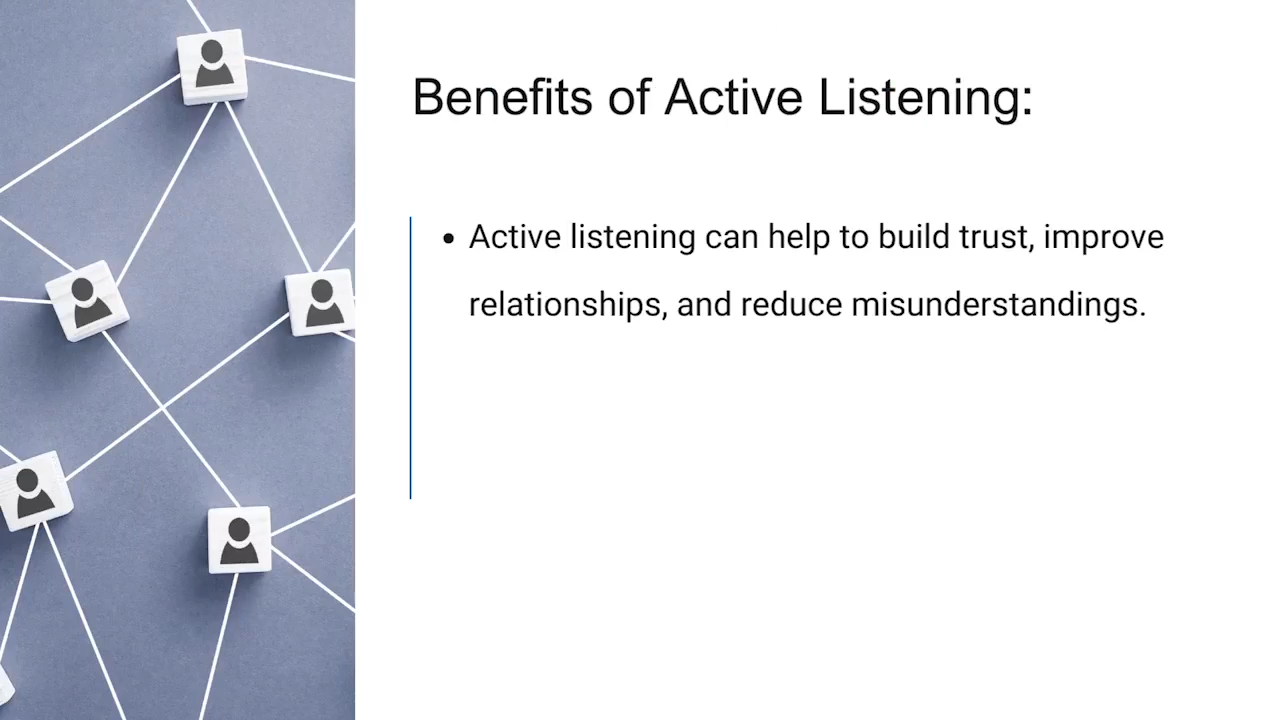 Benefits of Active Listening:
• Active listening can help to build trust, improve
relationships, and reduce misunderstandings.